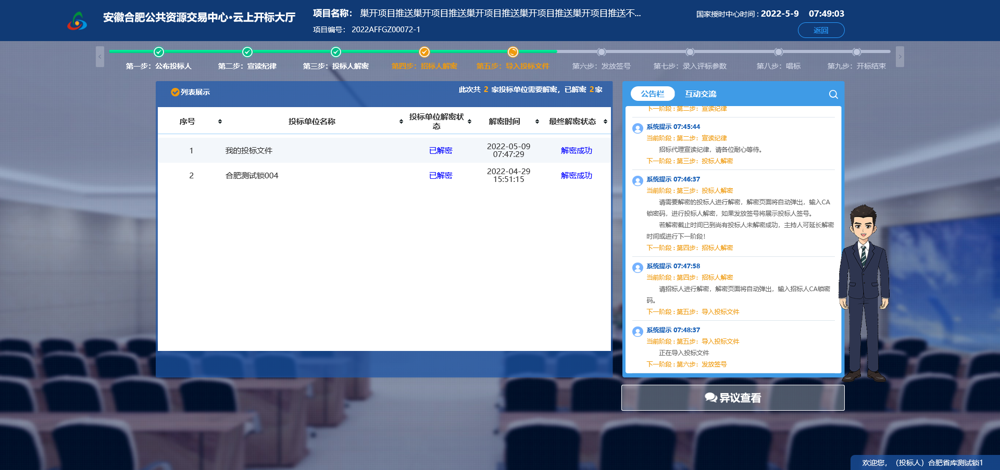 安徽合肥公共资源交易中心·云上开标大厅
项目名称： 巢开项目推送巢开项目推送巢开项目推送巢开项目推送巢开项目推送不...
项目编号： 2022AFFGZ00072-1
国家授时中心时间 : 2022-5-9 07:49:03
返回
第一步：公布投标人
第二步：宣读纪律
第三步：投标人解密
第四步：招标人解密
第五步：导入投标文件
第六步：发放签号
第七步：录入评标参数
第八步：唱标
第九步：开标结束
列表展示
此次共 2 家投标单位需要解密，已解密 2家
序号 投标单位名称 投标单位解密状态 解密时间 最终解密状态
1 我的投标文件 已解密 2022-05-09 07:47:29 解密成功
2 合肥测试锁004 已解密 2022-04-29 15:51:15 解密成功
公告栏 互动交流
下一阶段 : 第二步：宣读纪律
系统提示 07:45:44
当前阶段 : 第二步：宣读纪律
招标代理宣读纪律，请各位耐心等待。
下一阶段 : 第三步：投标人解密
系统提示 07:46:37
当前阶段 : 第三步：投标人解密
请需要解密的投标人进行解密，解密页面将自动弹出，输入CA
锁密码，进行投标人解密，如果发放签号将展示投标人签号。
若解密截止时间已到尚有投标人未解密成功，主持人可延长解密
时间或进行下一阶段！
下一阶段 : 第四步：招标人解密
系统提示 07:47:58
当前阶段 : 第四步：招标人解密
请招标人进行解密，解密页面将自动弹出，输入招标人CA锁密
码。
下一阶段 : 第五步：导入投标文件
系统提示 07:48:37
当前阶段 : 第五步：导入投标文件
正在导入投标文件
下一阶段 : 第六步：发放签号
异议查看
欢迎您，（投标人）合肥省库测试锁1